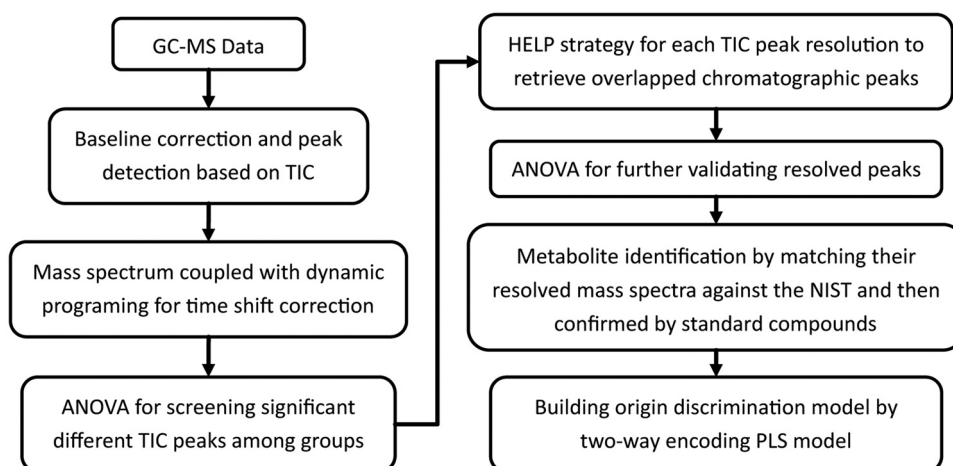 GC-MS Data
Baseline correction and peak
detection based on TIC
Mass spectrum coupled with dynamic
programing for time shift correction
ANOVA for screening significant
different TIC peaks among groups
HELP strategy for each TIC peak resolution to
retrieve overlapped chromatographic peaks
ANOVA for further validating resolved peaks
Metabolite identification by matching their
resolved mass spectra against the NIST and then
confirmed by standard compounds
Building origin discrimination model by
two-way encoding PLS model